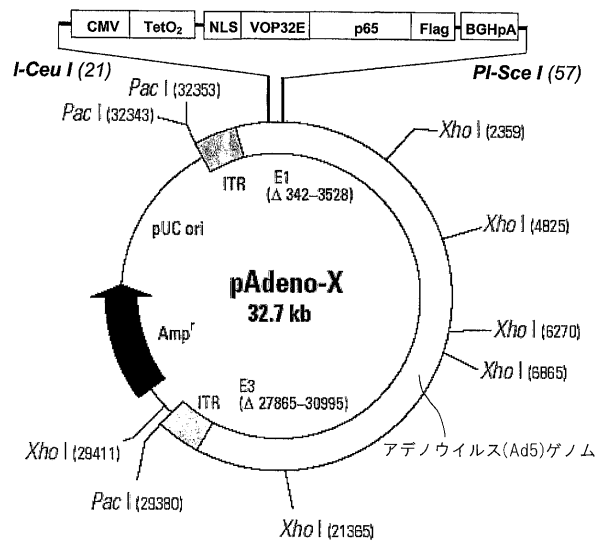 CMV TetO₂ NLS VOP32E p65 Flag BGHpA
I-Ceu I (21)
PI-Sce I (57)
Pac I (32353)
Pac I (32343)
Xho I (2359)
ITR
E1
(Δ 342–3528)
pUC ori
Xho I (4825)
pAdeno-X
32.7 kb
Xho I (6270)
Ampʳ
Xho I (6865)
ITR
E3
(Δ 27865–30995)
アデノウイルス(Ad5)ゲノム
Xho I (29411)
Pac I (29380)
Xho I (21365)